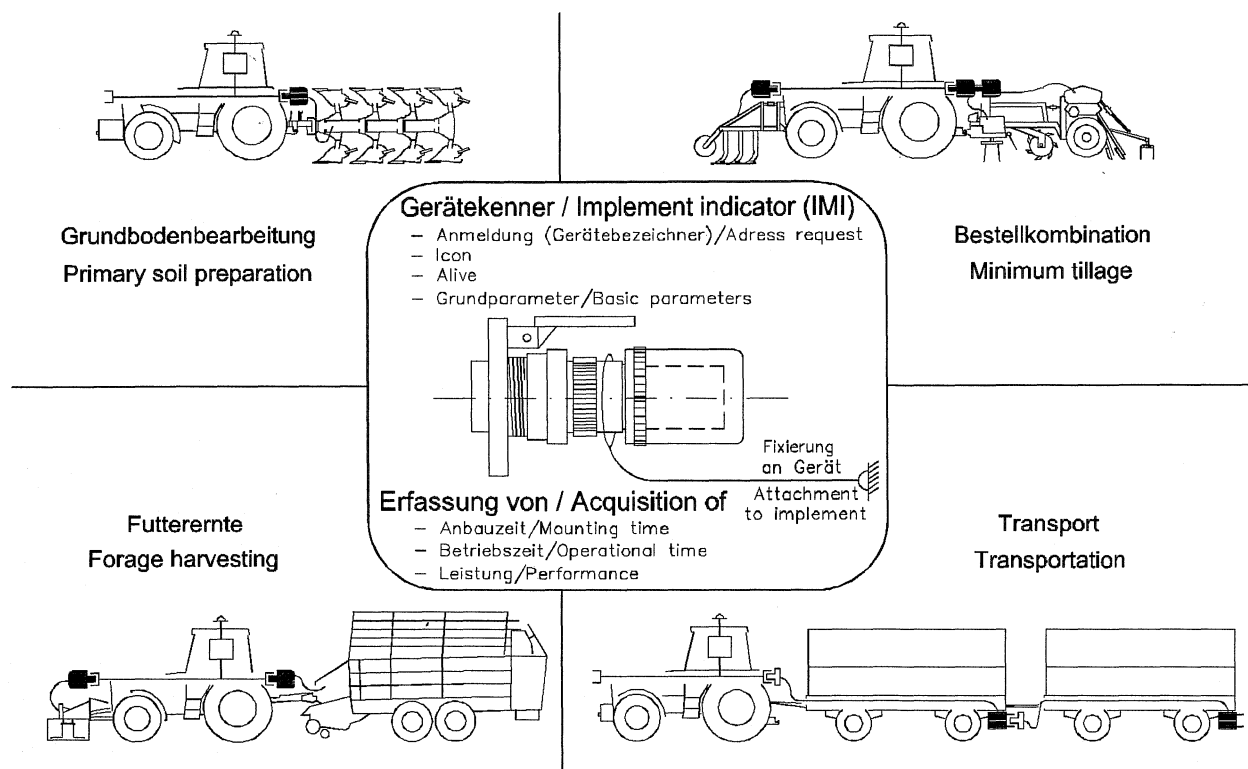 Grundbodenbearbeitung
Primary soil preparation
Bestellkombination
Minimum tillage
Gerätekenner / Implement indicator (IMI)
– Anmeldung (Gerätebezeichner)/Adress request
– Icon
– Alive
– Grundparameter/Basic parameters
Fixierung
an Gerät
Attachment
to implement
Erfassung von / Acquisition of
– Anbauzeit/Mounting time
– Betriebszeit/Operational time
– Leistung/Performance
Futterernte
Forage harvesting
Transport
Transportation